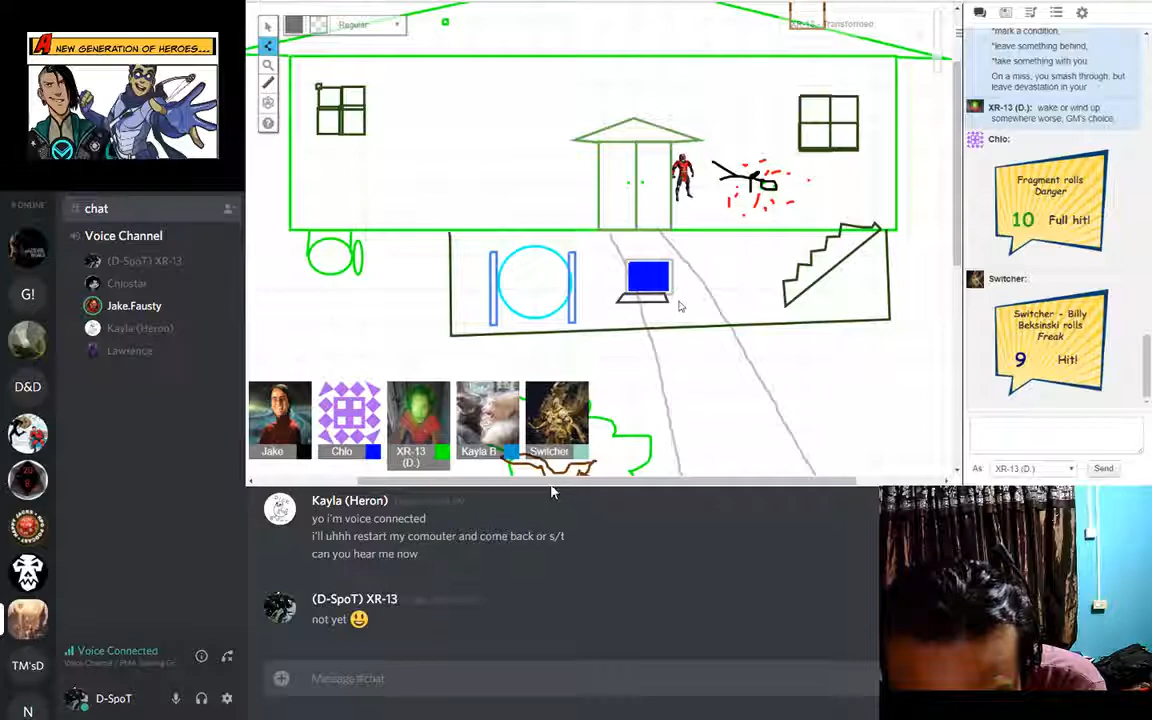 A NEW GENERATION OF HEROES...
Regular
XR-13 - Transformed
*mark a condition,
*leave something behind,
*take something with you
On a miss, you smash through, but
leave devastation in your
XR-13 (D.): wake or wind up
somewhere worse, GM's choice,
Chlo:
Fragment rolls
Danger
10 Full hit!
Switcher:
Switcher - Billy
Beksinski rolls
Freak
9 Hit!
As: XR-13 (D.)
Send
ONLINE
G!
D&D
TM'sD
N
# chat
Voice Channel
(D-SpoT) XR-13
Jake.Fausty
Kayla (Heron)
Lawrence
Voice Connected
D-SpoT
Jake
Chlo
XR-13
(D.)
Kayla B
Switcher
Kayla (Heron)
yo i'm voice connected
i'll uhhh restart my comouter and come back or s/t
can you hear me now
(D-SpoT) XR-13
not yet 😃
Message #chat